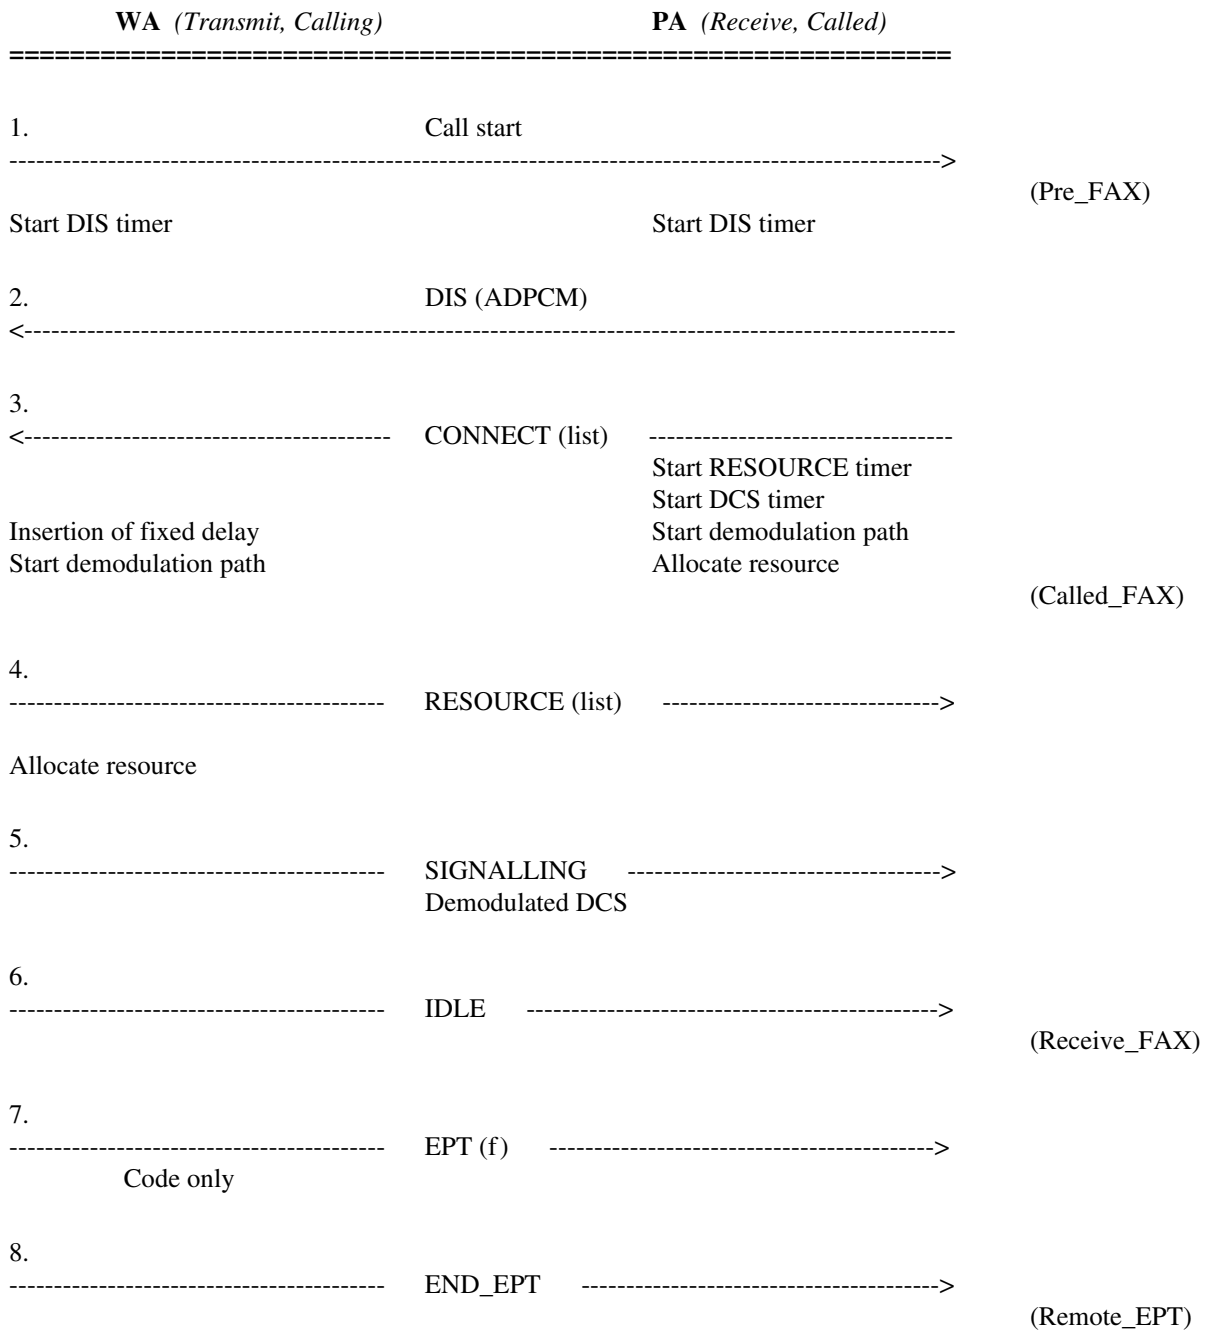 WA (Transmit, Calling) PA (Receive, Called)
==============================================================
1. Call start
-------------------------------------------------------------------------------------------------------->
(Pre_FAX)
Start DIS timer Start DIS timer
2. DIS (ADPCM)
<--------------------------------------------------------------------------------------------------------
3.
<----------------------------------------- CONNECT (list) ----------------------------------
Start RESOURCE timer
Start DCS timer
Insertion of fixed delay Start demodulation path
Start demodulation path Allocate resource
(Called_FAX)
4.
------------------------------------------ RESOURCE (list) ------------------------------->
Allocate resource
5.
------------------------------------------ SIGNALLING ----------------------------------->
Demodulated DCS
6.
------------------------------------------ IDLE ---------------------------------------------->
(Receive_FAX)
7.
------------------------------------------ EPT (f) ------------------------------------------->
Code only
8.
------------------------------------------ END_EPT ---------------------------------------->
(Remote_EPT)